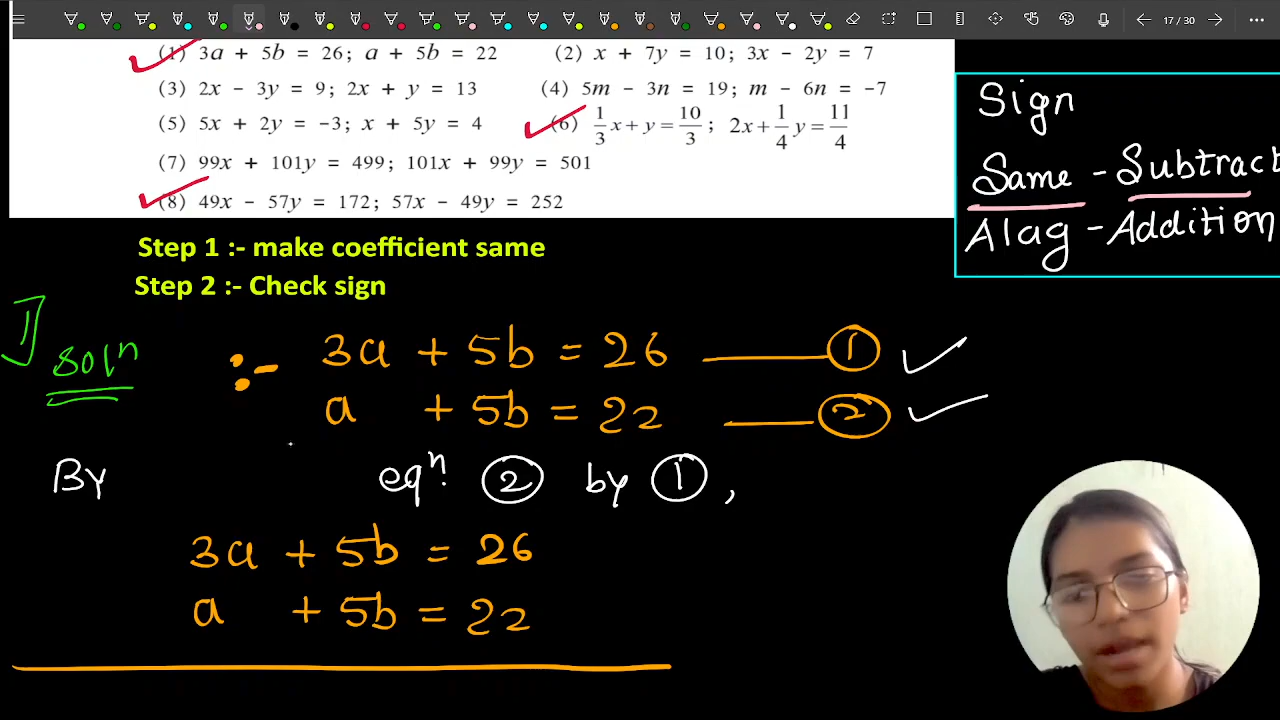 17 / 30
(1) 3a + 5b = 26; a + 5b = 22 (2) x + 7y = 10; 3x − 2y = 7
(3) 2x − 3y = 9; 2x + y = 13 (4) 5m − 3n = 19; m − 6n = −7
(5) 5x + 2y = −3; x + 5y = 4 (6) 1/3 x + y = 10/3; 2x + 1/4 y = 11/4
(7) 99x + 101y = 499; 101x + 99y = 501
(8) 49x − 57y = 172; 57x − 49y = 252
Sign
Same - Subtract
Alag - Addition
Step 1 :- make coefficient same
Step 2 :- Check sign
I] solⁿ :- 3a + 5b = 26 —— ①
a + 5b = 22 —— ②
By eqⁿ. ② by ①,
3a + 5b = 26
a + 5b = 22